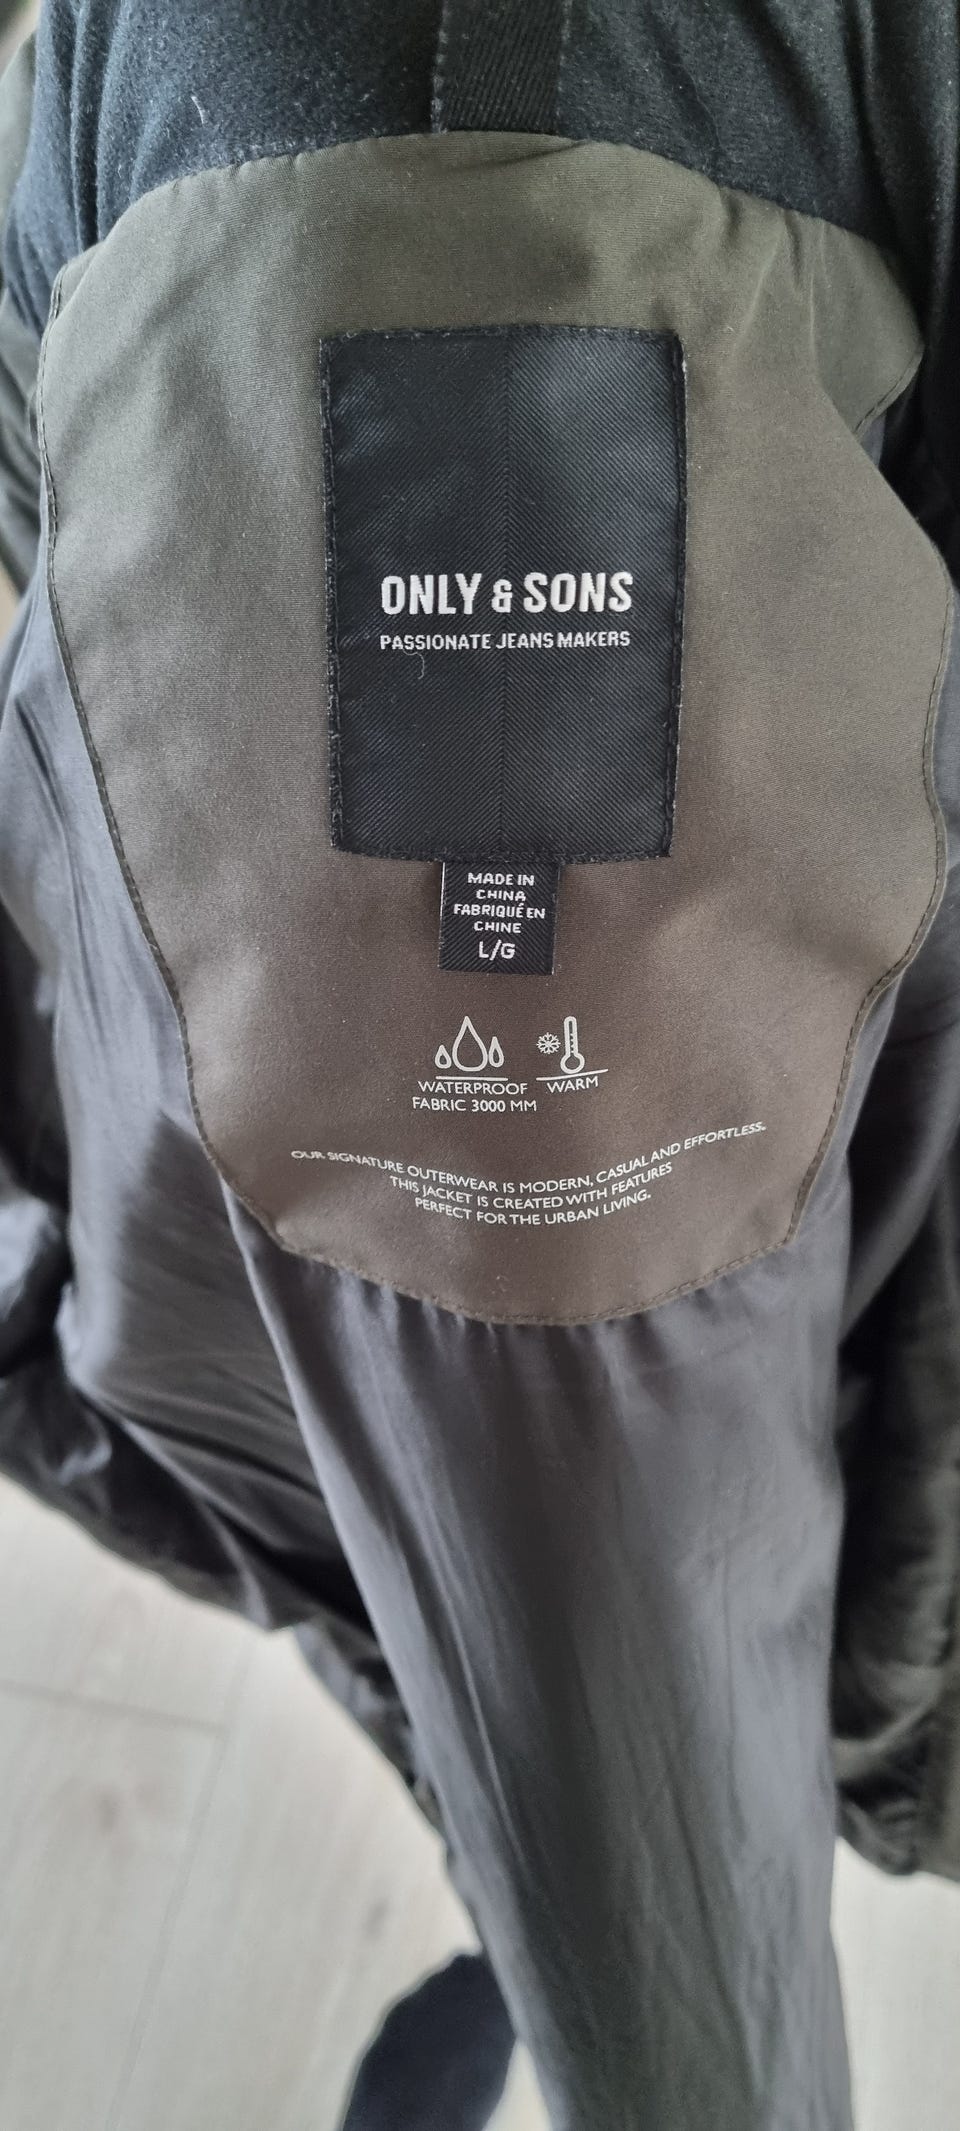 ONLY & SONS
PASSIONATE JEANS MAKERS
MADE IN
CHINA
FABRIQUÉ EN
CHINE
L/G
WATERPROOF
FABRIC 3000 MM
WARM
OUR SIGNATURE OUTERWEAR IS MODERN, CASUAL AND EFFORTLESS.
THIS JACKET IS CREATED WITH FEATURES
PERFECT FOR THE URBAN LIVING.